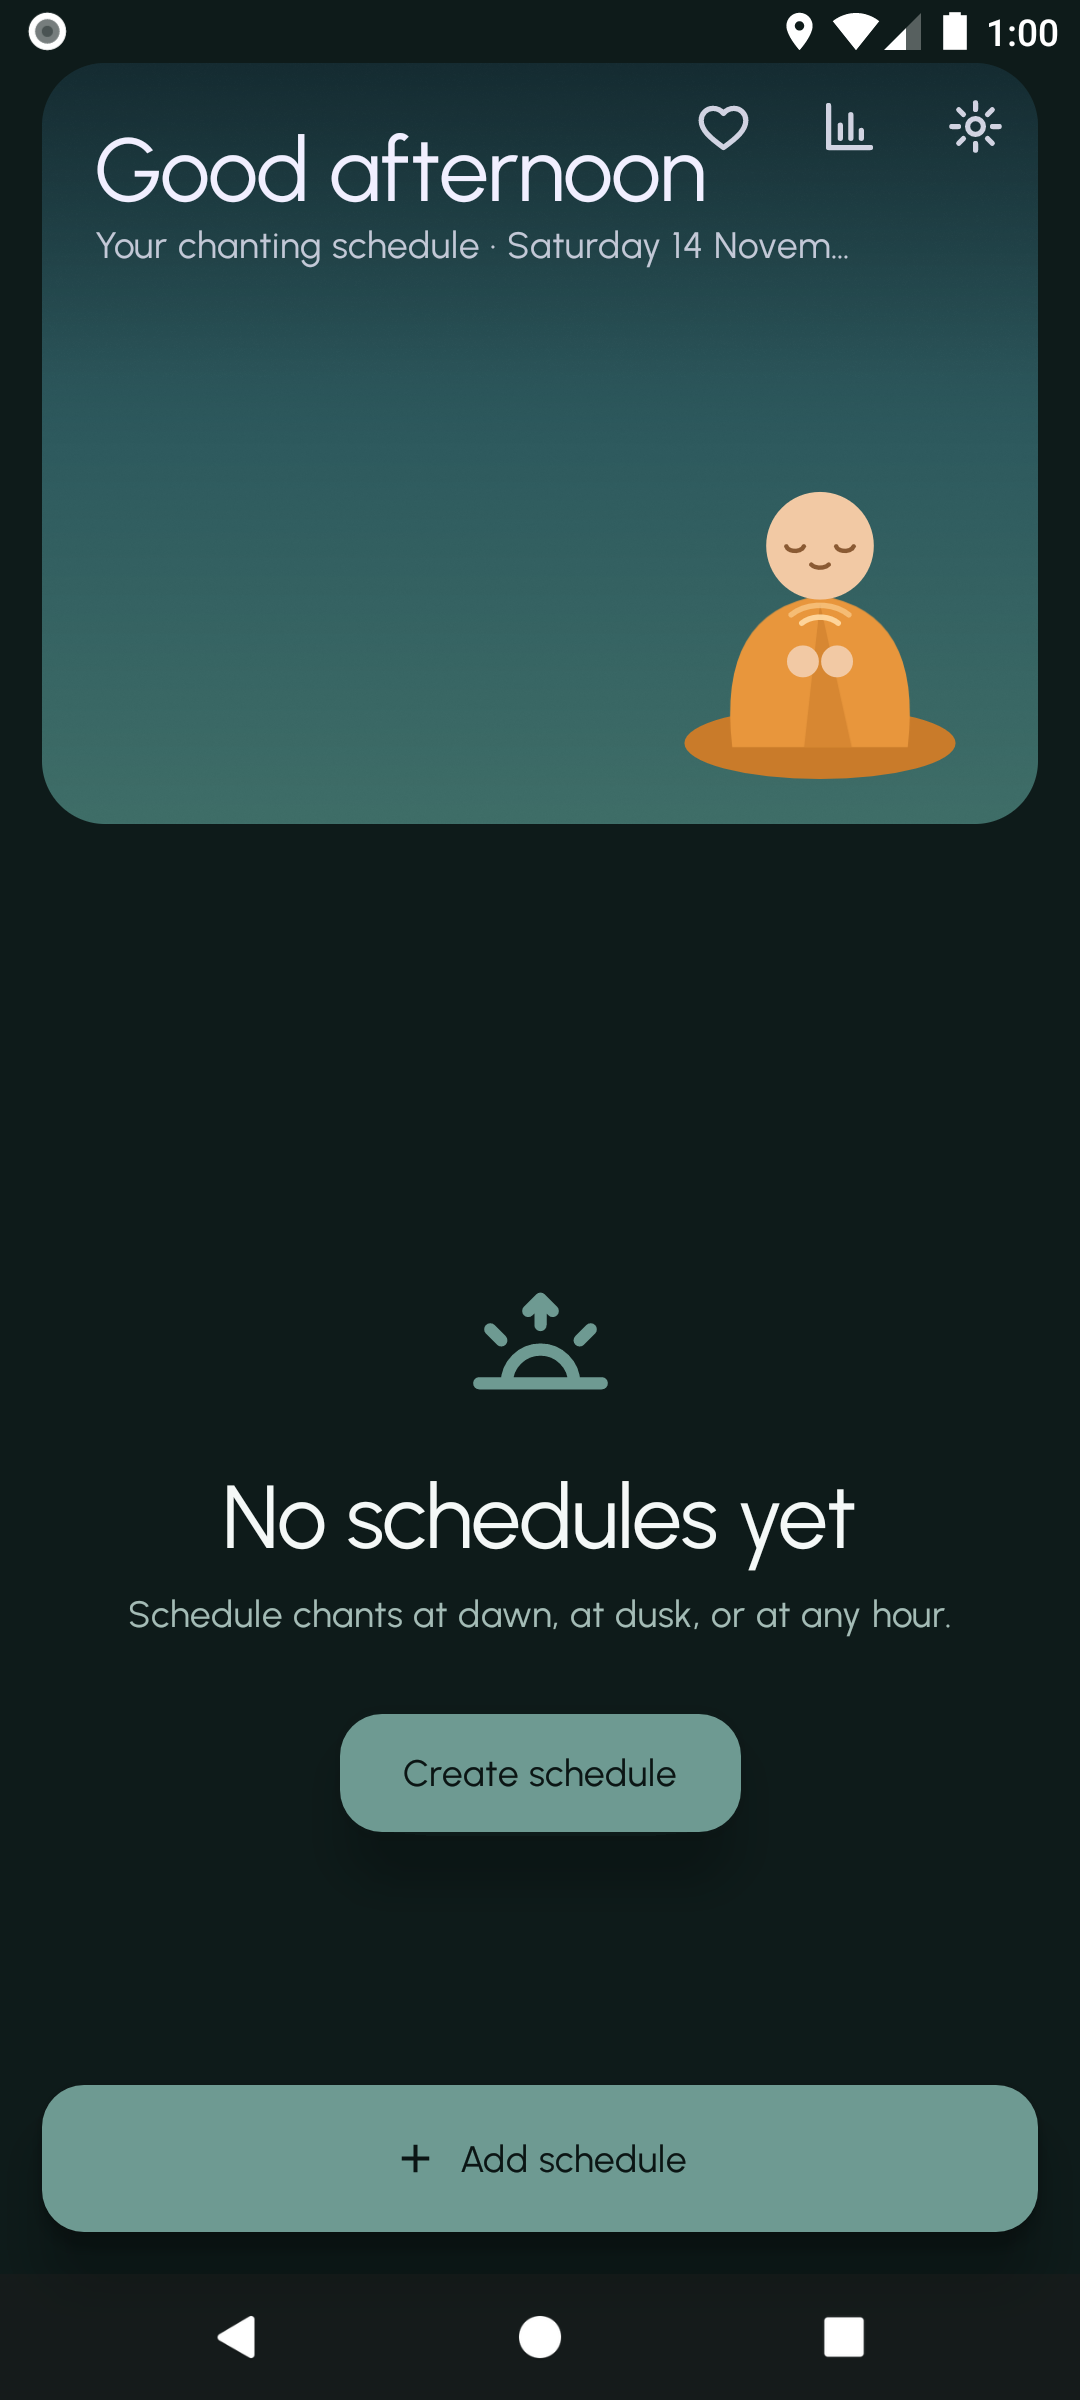 1:00
Good afternoon
Your chanting schedule · Saturday 14 Novem...
No schedules yet
Schedule chants at dawn, at dusk, or at any hour.
Create schedule
+ Add schedule